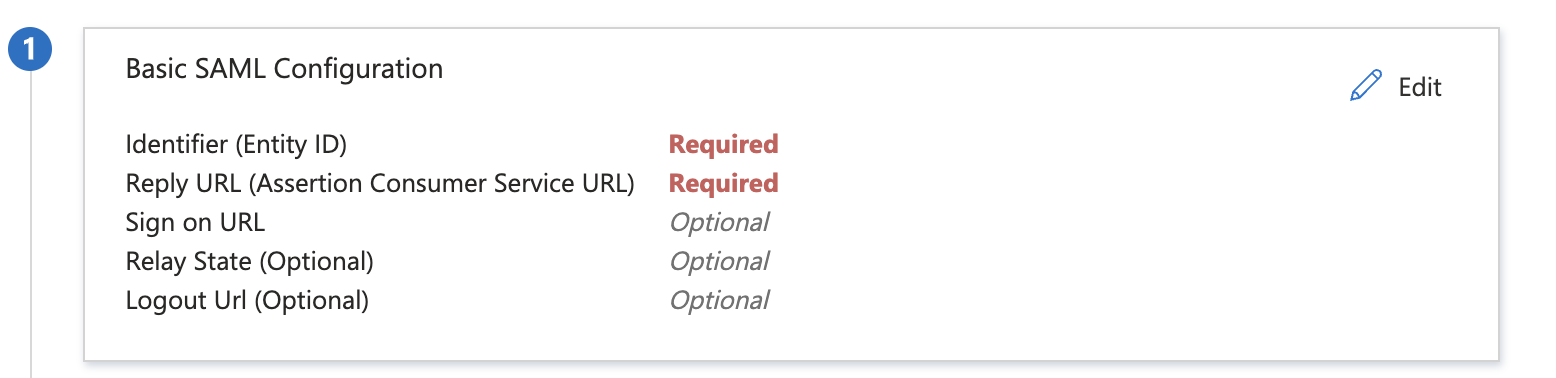 1
Basic SAML Configuration
Edit
Identifier (Entity ID) Required
Reply URL (Assertion Consumer Service URL) Required
Sign on URL Optional
Relay State (Optional) Optional
Logout Url (Optional) Optional